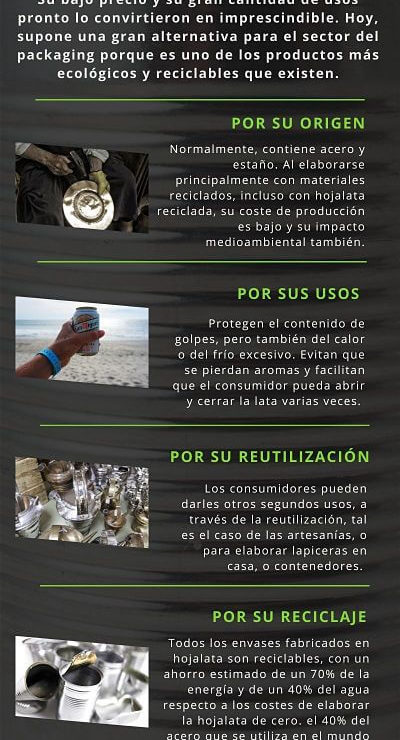 Su bajo precio y su gran cantidad de usos
pronto lo convirtieron en imprescindible. Hoy,
supone una gran alternativa para el sector del
packaging porque es uno de los productos más
ecológicos y reciclables que existen.
POR SU ORIGEN
Normalmente, contiene acero y
estaño. Al elaborarse
principalmente con materiales
reciclados, incluso con hojalata
reciclada, su coste de producción
es bajo y su impacto
medioambiental también.
POR SUS USOS
Protegen el contenido de
golpes, pero también del calor
o del frío excesivo. Evitan que
se pierdan aromas y facilitan
que el consumidor pueda abrir
y cerrar la lata varias veces.
POR SU REUTILIZACIÓN
Los consumidores pueden
darles otros segundos usos, a
través de la reutilización, tal
es el caso de las artesanías, o
para elaborar lapiceras en
casa, o contenedores.
POR SU RECICLAJE
Todos los envases fabricados en
hojalata son reciclables, con un
ahorro estimado de un 70% de la
energía y de un 40% del agua
respecto a los costes de elaborar
la hojalata de cero. el 40% del
acero que se utiliza en el mundo